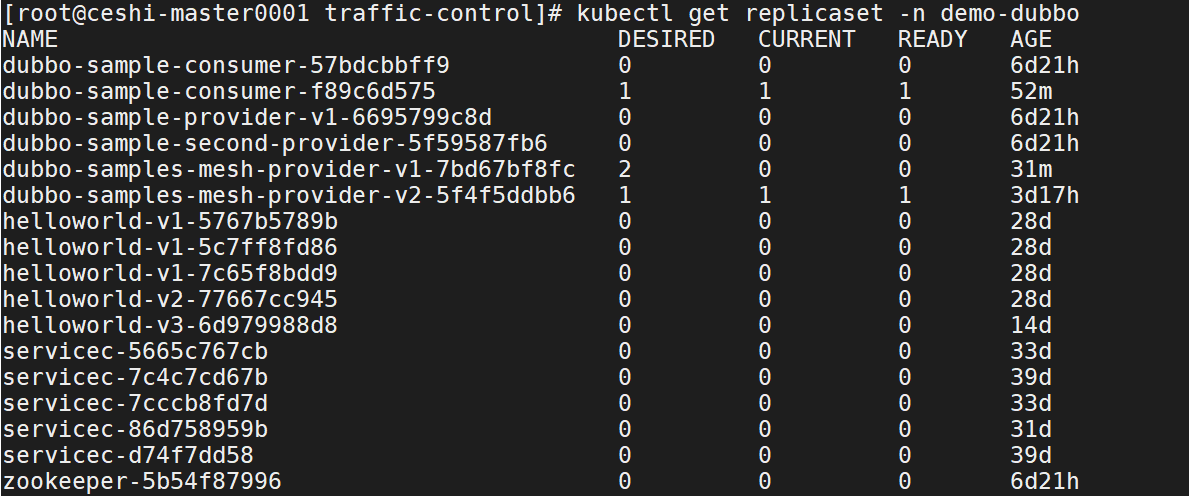 [root@ceshi-master0001 traffic-control]# kubectl get replicaset -n demo-dubbo
NAME                                        DESIRED   CURRENT   READY   AGE
dubbo-sample-consumer-57bdcbbff9            0         0         0       6d21h
dubbo-sample-consumer-f89c6d575             1         1         1       52m
dubbo-sample-provider-v1-6695799c8d         0         0         0       6d21h
dubbo-sample-second-provider-5f59587fb6     0         0         0       6d21h
dubbo-samples-mesh-provider-v1-7bd67bf8fc   2         0         0       31m
dubbo-samples-mesh-provider-v2-5f4f5ddbb6   1         1         1       3d17h
helloworld-v1-5767b5789b                    0         0         0       28d
helloworld-v1-5c7ff8fd86                    0         0         0       28d
helloworld-v1-7c65f8bdd9                    0         0         0       28d
helloworld-v2-77667cc945                    0         0         0       28d
helloworld-v3-6d979988d8                    0         0         0       14d
servicec-5665c767cb                         0         0         0       33d
servicec-7c4c7cd67b                         0         0         0       39d
servicec-7cccb8fd7d                         0         0         0       33d
servicec-86d758959b                         0         0         0       31d
servicec-d74f7dd58                          0         0         0       39d
zookeeper-5b54f87996                        0         0         0       6d21h